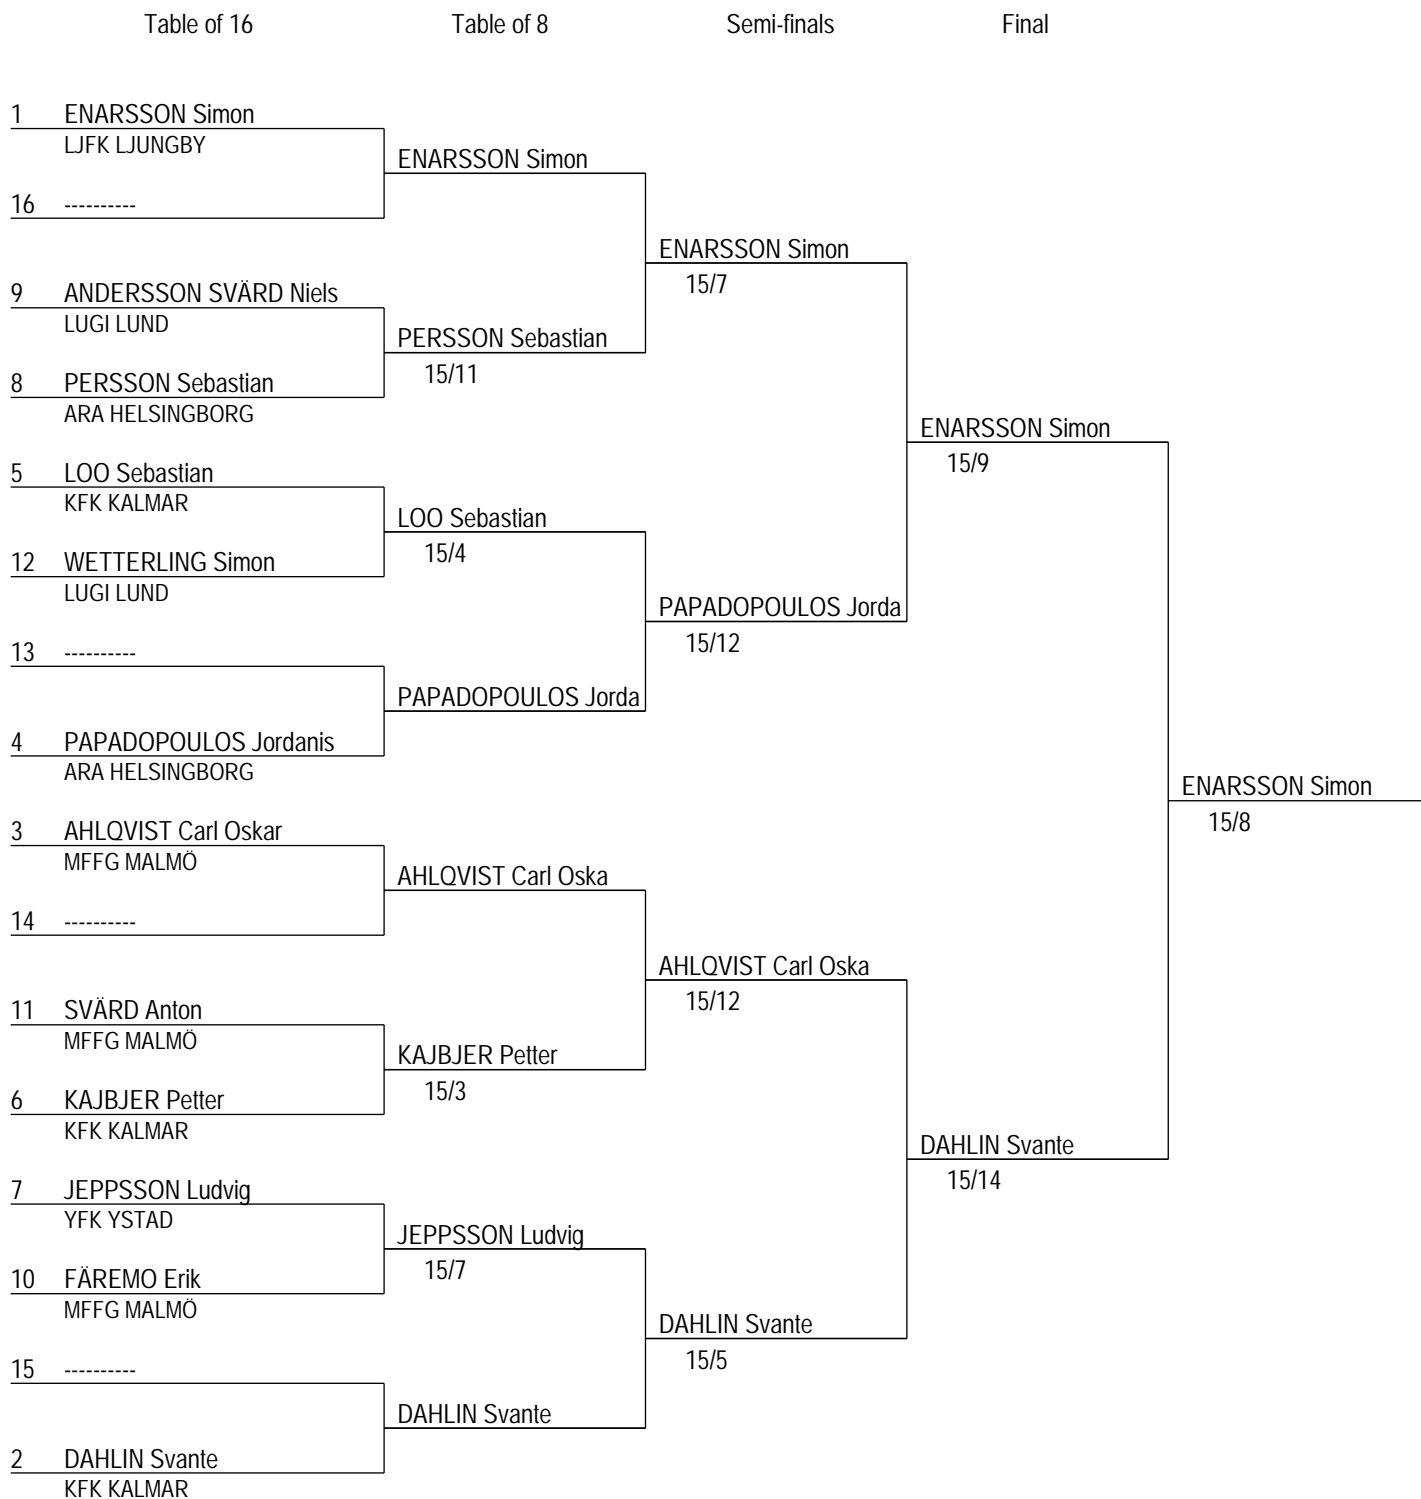 Table of 16 Table of 8 Semi-finals Final
1 ENARSSON Simon
LJFK LJUNGBY
ENARSSON Simon
16 ----------
ENARSSON Simon
15/7
9 ANDERSSON SVÄRD Niels
LUGI LUND
PERSSON Sebastian
15/11
8 PERSSON Sebastian
ARA HELSINGBORG
ENARSSON Simon
15/9
5 LOO Sebastian
KFK KALMAR
LOO Sebastian
15/4
12 WETTERLING Simon
LUGI LUND
PAPADOPOULOS Jorda
15/12
13 ----------
PAPADOPOULOS Jorda
4 PAPADOPOULOS Jordanis
ARA HELSINGBORG
ENARSSON Simon
15/8
3 AHLQVIST Carl Oskar
MFFG MALMÖ
AHLQVIST Carl Oska
14 ----------
AHLQVIST Carl Oska
15/12
11 SVÄRD Anton
MFFG MALMÖ
KAJBJER Petter
15/3
6 KAJBJER Petter
KFK KALMAR
DAHLIN Svante
15/14
7 JEPPSSON Ludvig
YFK YSTAD
JEPPSSON Ludvig
15/7
10 FÄREMO Erik
MFFG MALMÖ
DAHLIN Svante
15/5
15 ----------
DAHLIN Svante
2 DAHLIN Svante
KFK KALMAR